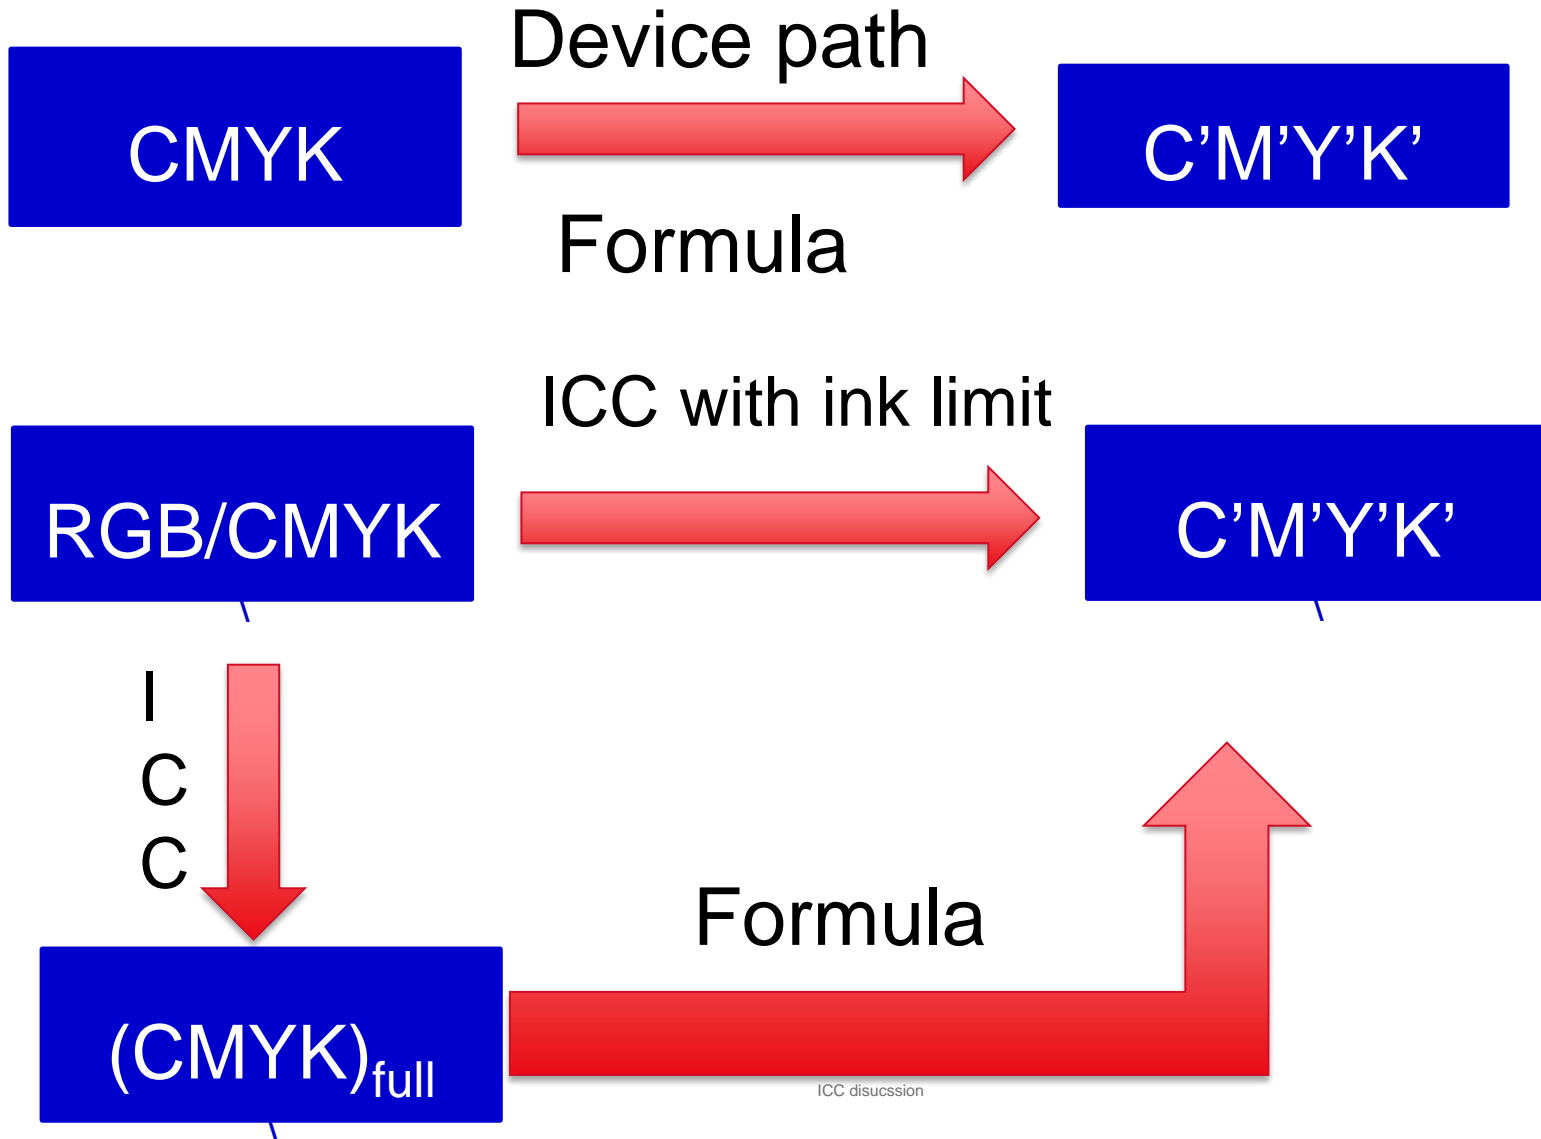 Device path
CMYK
C’M’Y’K’
Formula
ICC with ink limit
RGB/CMYK
C’M’Y’K’
I
C
C
Formula
(CMYK)full
ICC disucssion